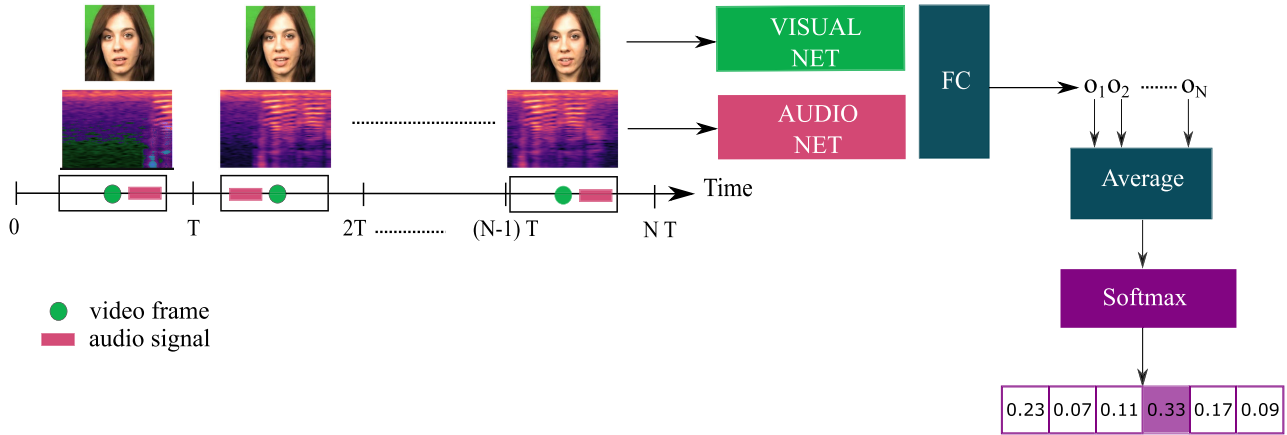 VISUAL
NET
AUDIO
NET
FC
o1 o2 ........ oN
Average
Softmax
0.23 0.07 0.11 0.33 0.17 0.09
Time
0 T 2T ............ (N-1) T N T
video frame
audio signal